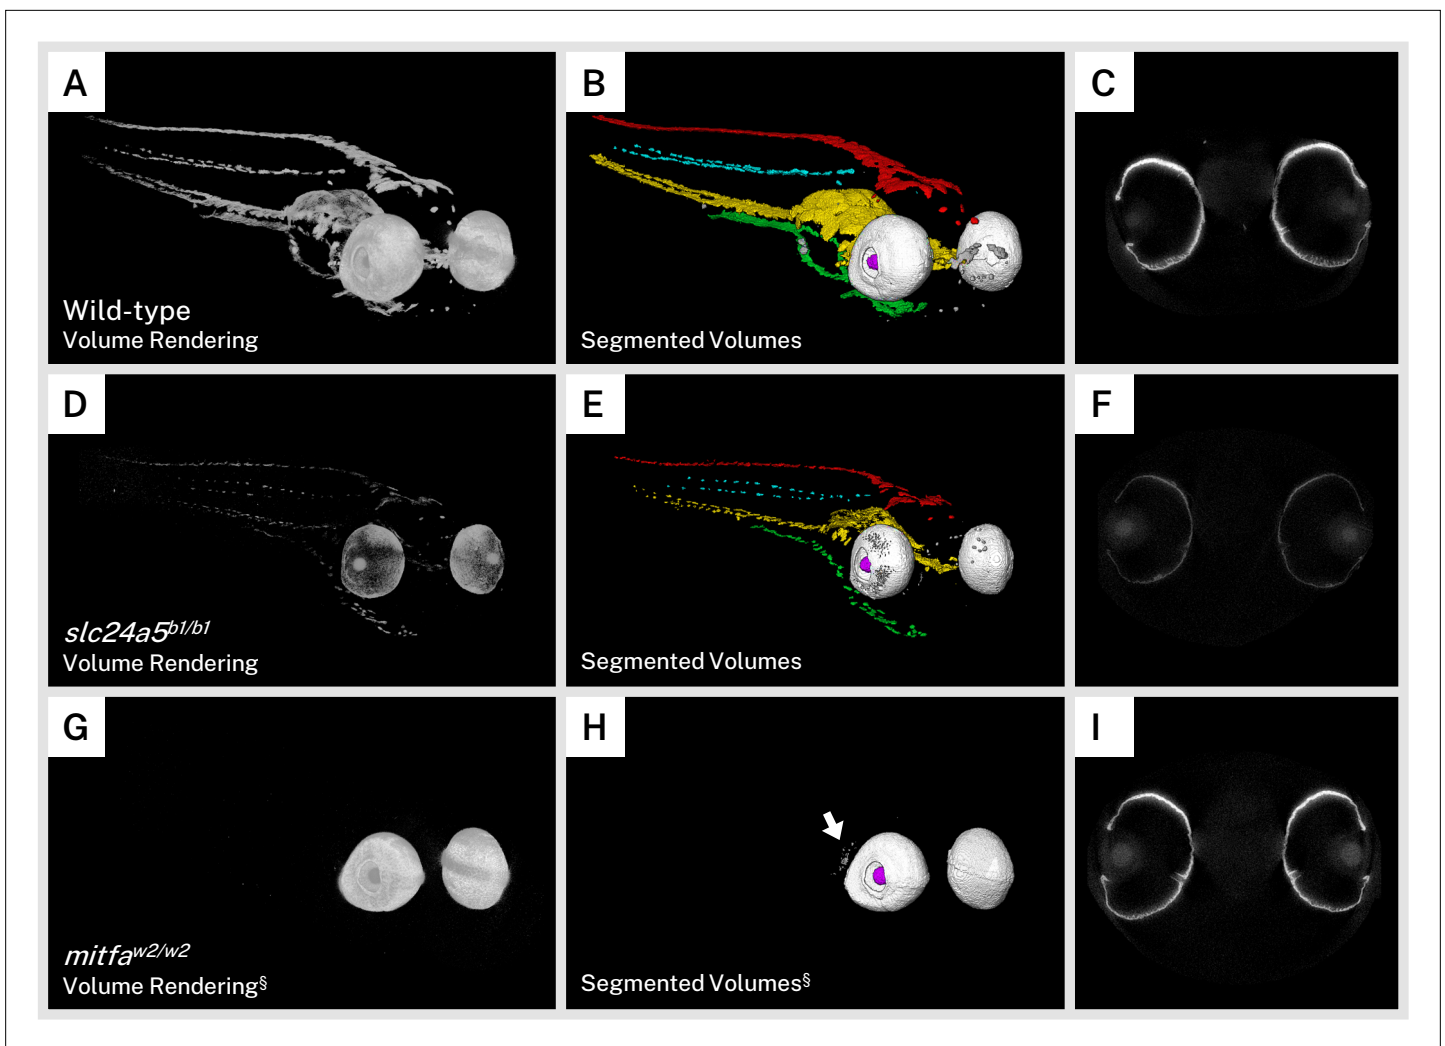 A
B
C
Wild-type
Volume Rendering
Segmented Volumes
D
E
F
slc24a5b1/b1
Volume Rendering
Segmented Volumes
G
H
I
mitfaw2/w2
Volume Rendering§
Segmented Volumes§